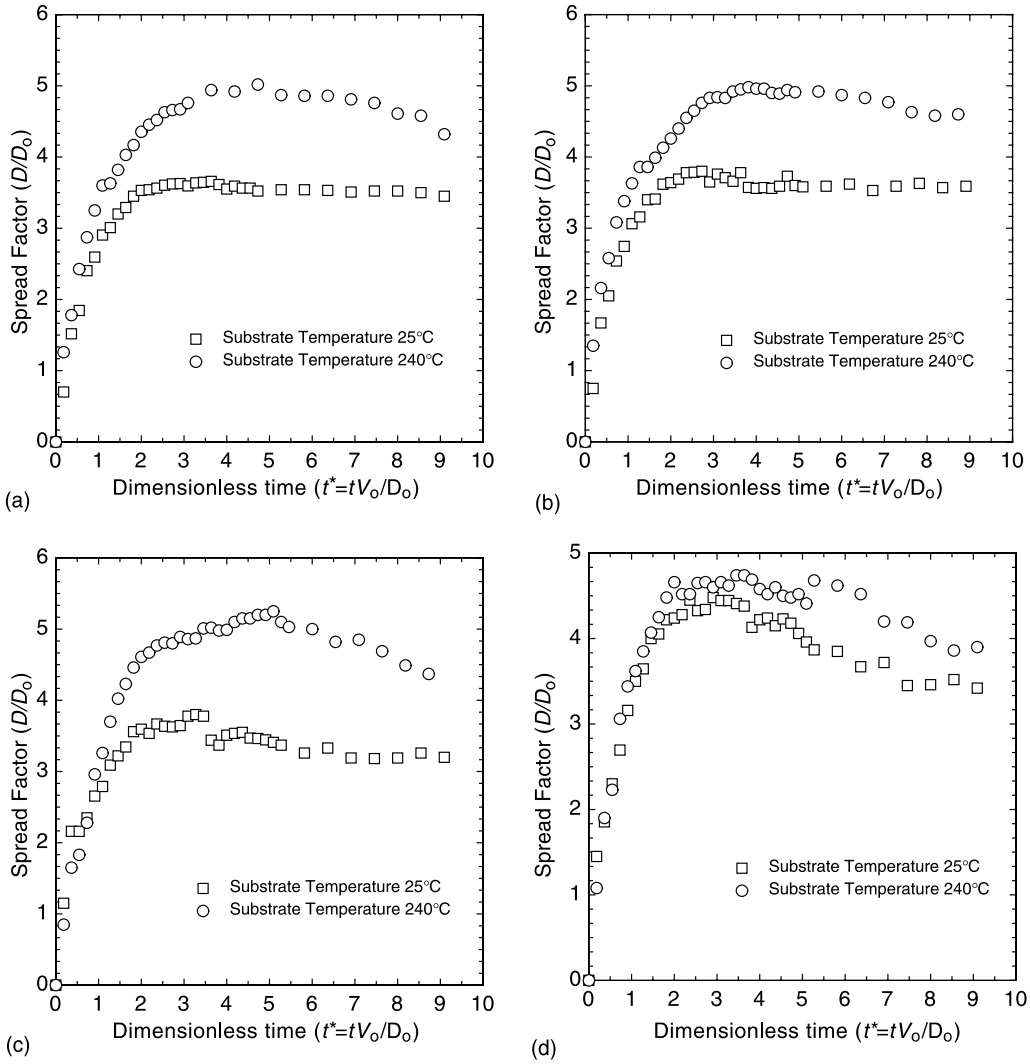 6
5
4
3
2
1
0
Spread Factor (D/Do)
Substrate Temperature 25°C
Substrate Temperature 240°C
0 1 2 3 4 5 6 7 8 9 10
Dimensionless time (t*=tVo/Do)
(a)
6
5
4
3
2
1
0
Spread Factor (D/Do)
Substrate Temperature 25°C
Substrate Temperature 240°C
0 1 2 3 4 5 6 7 8 9 10
Dimensionless time (t*=tVo/Do)
(b)
6
5
4
3
2
1
0
Spread Factor (D/Do)
Substrate Temperature 25°C
Substrate Temperature 240°C
0 1 2 3 4 5 6 7 8 9 10
Dimensionless time (t*=tVo/Do)
(c)
5
4
3
2
1
0
Spread Factor (D/Do)
Substrate Temperature 25°C
Substrate Temperature 240°C
0 1 2 3 4 5 6 7 8 9 10
Dimensionless time (t*=tVo/Do)
(d)